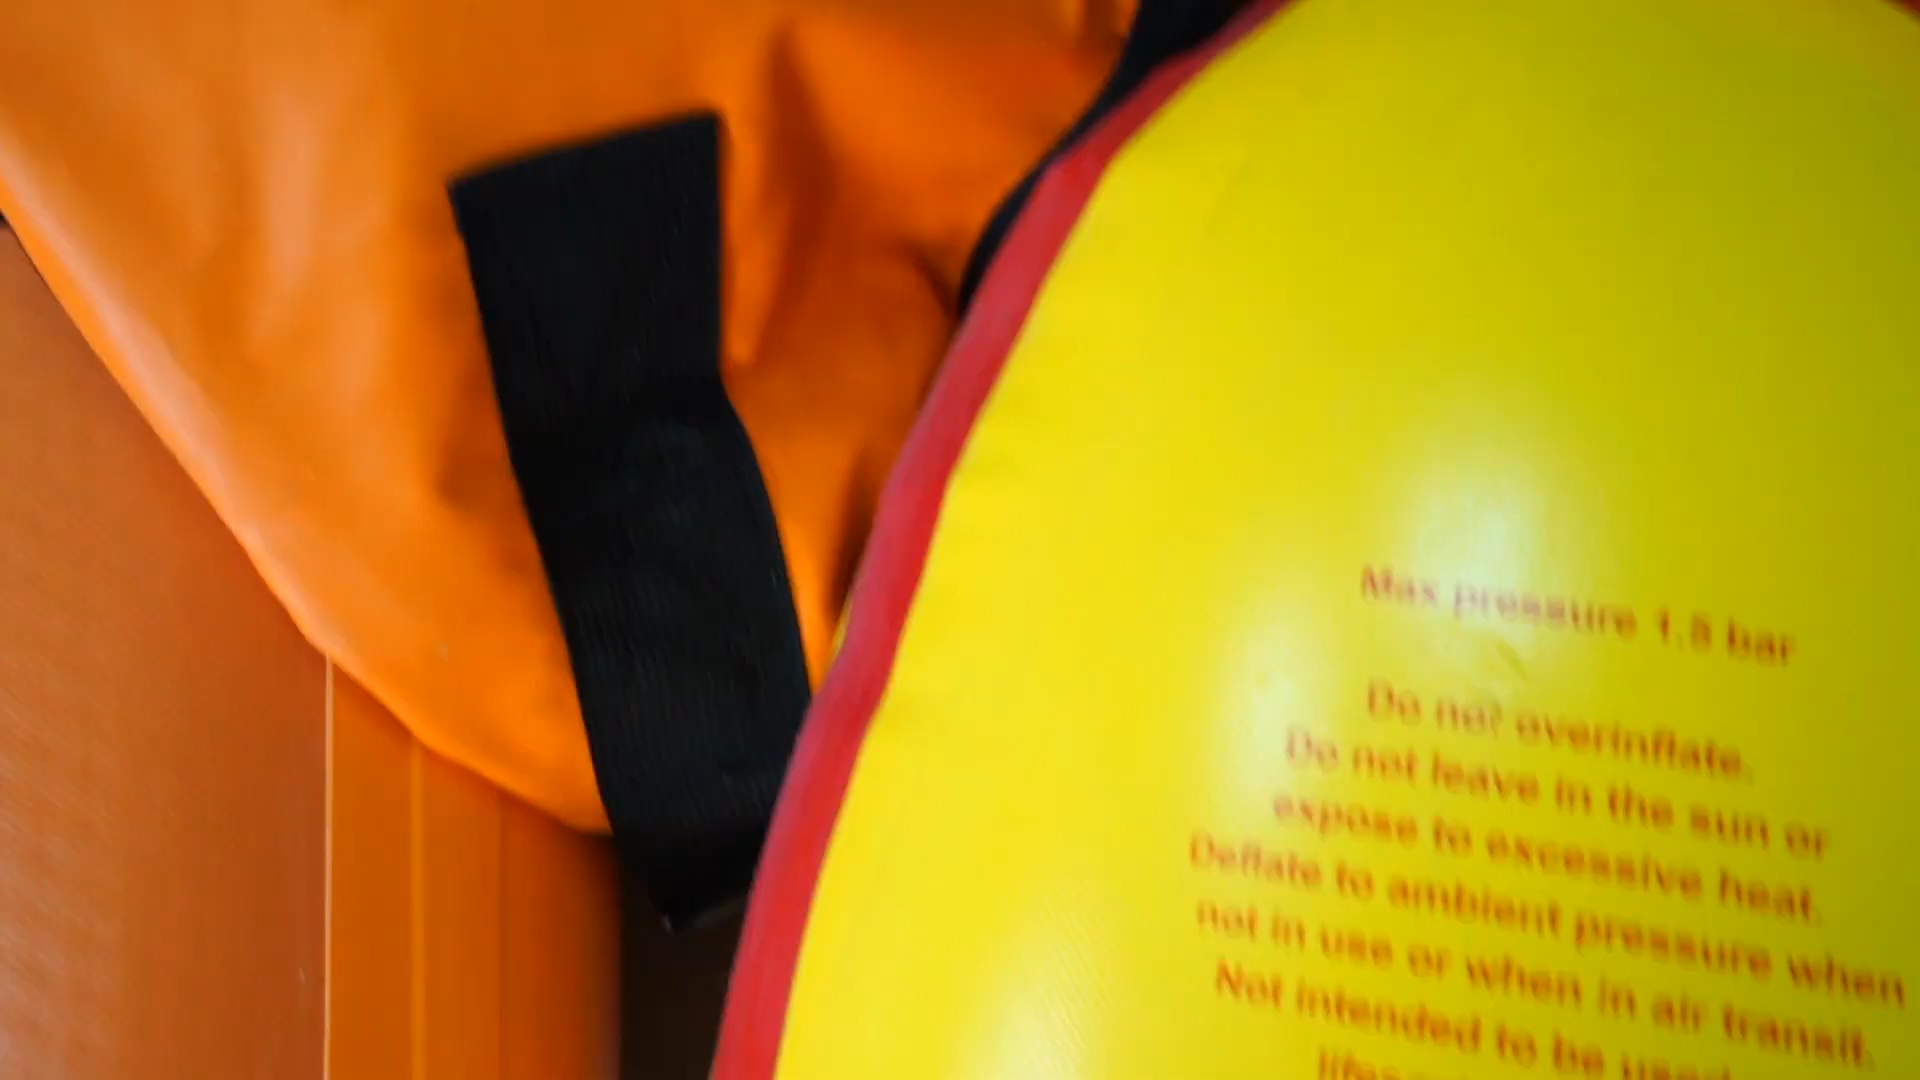 Max pressure 1.5 bar
Do not overinflate.
Do not leave in the sun or
expose to excessive heat.
Deflate to ambient pressure when
not in use or when in air transit.
Not intended to be used